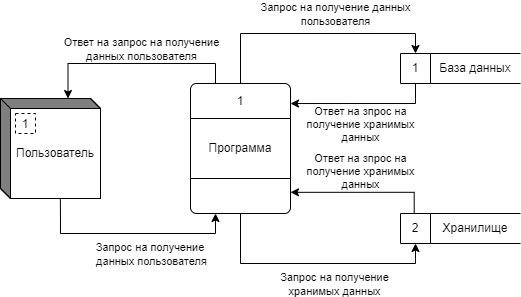 Запрос на получение данных
пользователя
Ответ на запрос на получение
данных пользователя
1
База данных
1
Ответ на зпрос на
получение хранимых
данных
1
Пользователь
Программа
Ответ на зпрос на
получение хранимых
данных
2
Хранилище
Запрос на получение
данных пользователя
Запрос на получение
хранимых данных